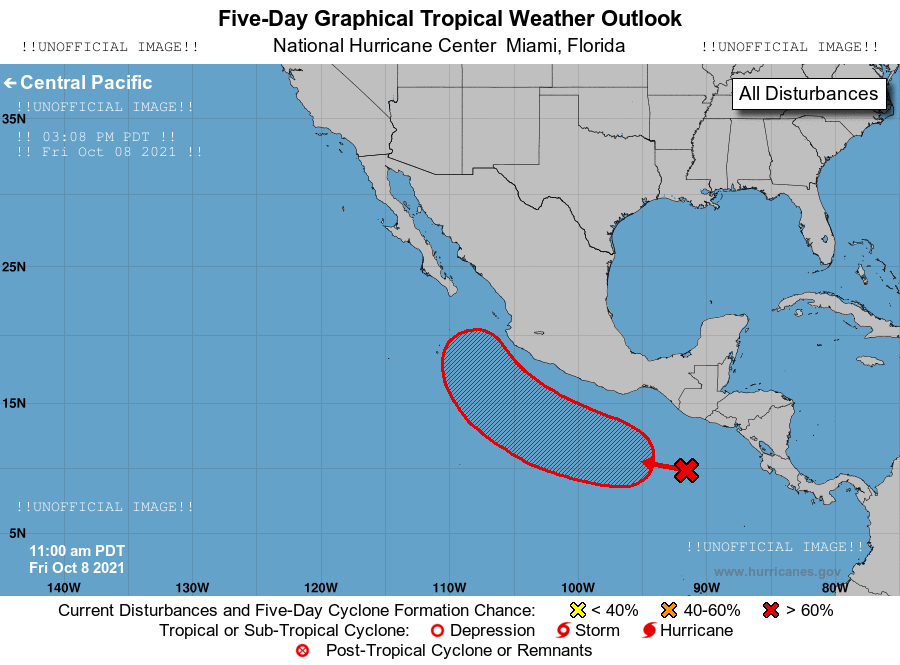 Five-Day Graphical Tropical Weather Outlook
!!UNOFFICIAL IMAGE!!
National Hurricane Center  Miami, Florida
!!UNOFFICIAL IMAGE!!
← Central Pacific
All Disturbances
!!UNOFFICIAL IMAGE!!
35N
!! 03:08 PM PDT !!
!! Fri Oct 08 2021 !!
25N
15N
!!UNOFFICIAL IMAGE!!
5N
!!UNOFFICIAL IMAGE!!
11:00 am PDT
Fri Oct 8 2021
www.hurricanes.gov
140W 130W 120W 110W 100W 90W 80W
Current Disturbances and Five-Day Cyclone Formation Chance: < 40% 40-60% > 60%
Tropical or Sub-Tropical Cyclone: Depression Storm Hurricane
Post-Tropical Cyclone or Remnants